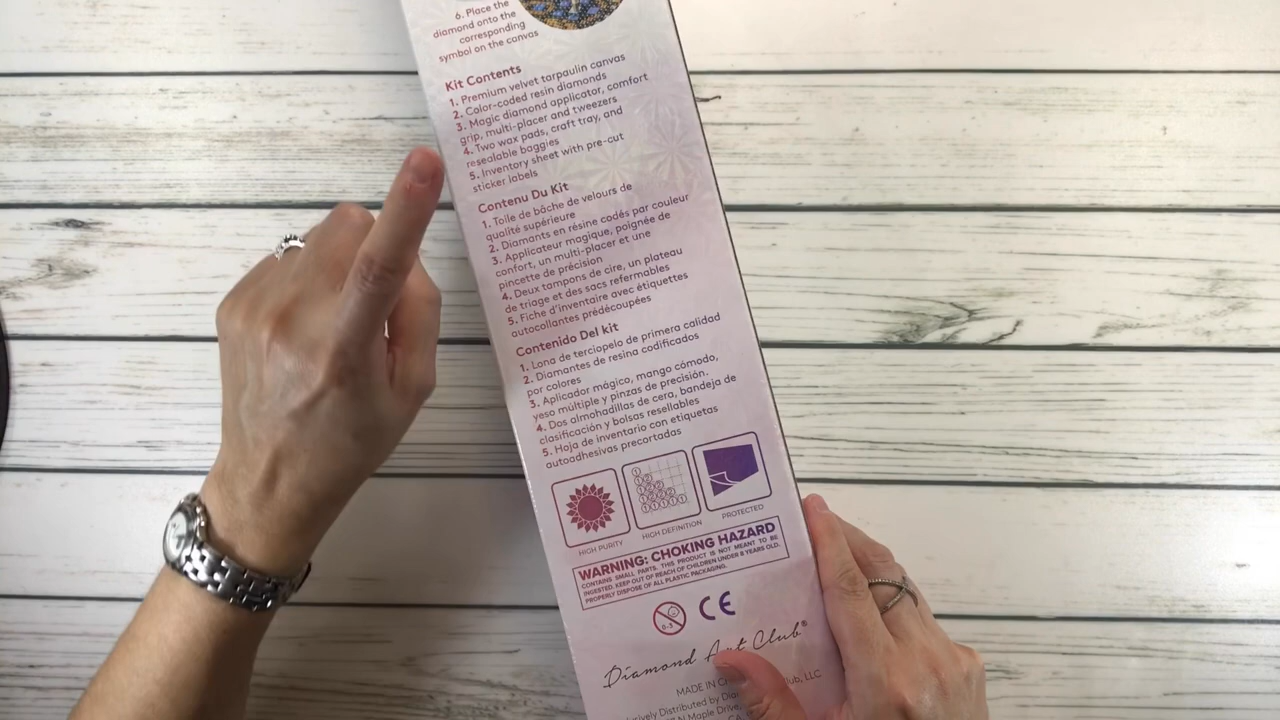 6. Place the
diamond onto the
corresponding
symbol on the canvas
Kit Contents
1. Premium velvet tarpaulin canvas
2. Color-coded resin diamonds
3. Magic diamond applicator, comfort
grip, multi-placer and tweezers
4. Two wax pads, craft tray, and
resealable baggies
5. Inventory sheet with pre-cut
sticker labels
Contenu Du Kit
1. Toile de bâche de velours de
qualité supérieure
2. Diamants en résine codés par couleur
3. Applicateur magique, poignée de
confort, un multi-placer et une
pincette de précision
4. Deux tampons de cire, un plateau
de triage et des sacs refermables
5. Fiche d'inventaire avec étiquettes
autocollantes prédécoupées
Contenido Del kit
1. Lona de terciopelo de primera calidad
2. Diamantes de resina codificados
por colores
3. Aplicador mágico, mango cómodo,
yeso múltiple y pinzas de precisión.
4. Dos almohadillas de cera, bandeja de
clasificación y bolsas resellables
5. Hoja de inventario con etiquetas
autoadhesivas precortadas
HIGH PURITY
HIGH DEFINITION
PROTECTED
WARNING: CHOKING HAZARD
CONTAINS SMALL PARTS. THIS PRODUCT IS NOT MEANT TO BE
INGESTED. KEEP OUT OF REACH OF CHILDREN UNDER 8 YEARS OLD.
PROPERLY DISPOSE OF ALL PLASTIC PACKAGING.
0-3
CE
Diamond Art Club®
MADE IN
Distributed by
Club, LLC
N Maple Drive,
CA